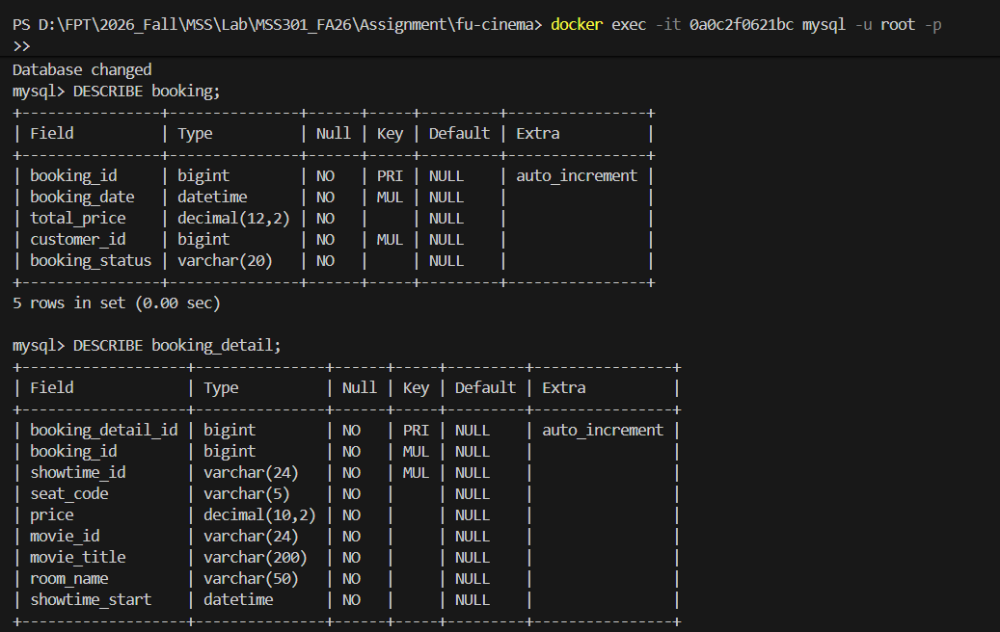 PS D:\FPT\2026_Fall\MSS\Lab\MSS301_FA26\Assignment\fu-cinema> docker exec -it 0a0c2f0621bc mysql -u root -p
>>
Database changed
mysql> DESCRIBE booking;
+----------------+---------------+------+-----+---------+----------------+
| Field          | Type          | Null | Key | Default | Extra          |
+----------------+---------------+------+-----+---------+----------------+
| booking_id     | bigint        | NO   | PRI | NULL    | auto_increment |
| booking_date   | datetime      | NO   | MUL | NULL    |                |
| total_price    | decimal(12,2) | NO   |     | NULL    |                |
| customer_id    | bigint        | NO   | MUL | NULL    |                |
| booking_status | varchar(20)   | NO   |     | NULL    |                |
+----------------+---------------+------+-----+---------+----------------+
5 rows in set (0.00 sec)
mysql> DESCRIBE booking_detail;
+-------------------+---------------+------+-----+---------+----------------+
| Field             | Type          | Null | Key | Default | Extra          |
+-------------------+---------------+------+-----+---------+----------------+
| booking_detail_id | bigint        | NO   | PRI | NULL    | auto_increment |
| booking_id        | bigint        | NO   | MUL | NULL    |                |
| showtime_id       | varchar(24)   | NO   | MUL | NULL    |                |
| seat_code         | varchar(5)    | NO   |     | NULL    |                |
| price             | decimal(10,2) | NO   |     | NULL    |                |
| movie_id          | varchar(24)   | NO   |     | NULL    |                |
| movie_title       | varchar(200)  | NO   |     | NULL    |                |
| room_name         | varchar(50)   | NO   |     | NULL    |                |
| showtime_start    | datetime      | NO   |     | NULL    |                |
+-------------------+---------------+------+-----+---------+----------------+